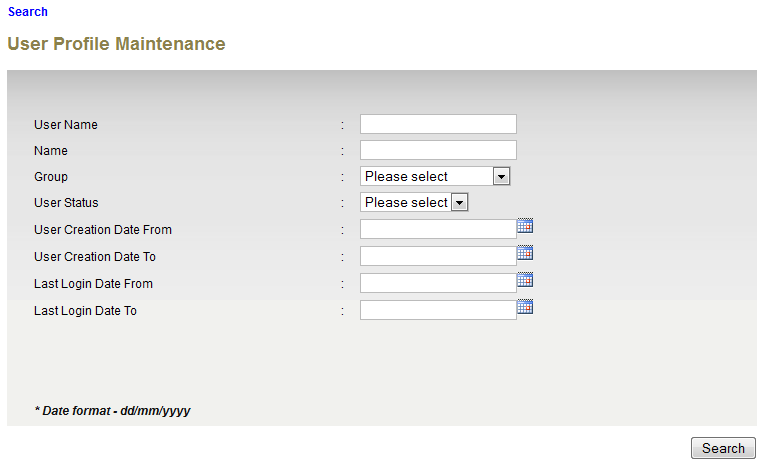 Search
User Profile Maintenance
User Name :
Name :
Group : Please select
User Status : Please select
User Creation Date From :
User Creation Date To :
Last Login Date From :
Last Login Date To :
* Date format - dd/mm/yyyy
Search